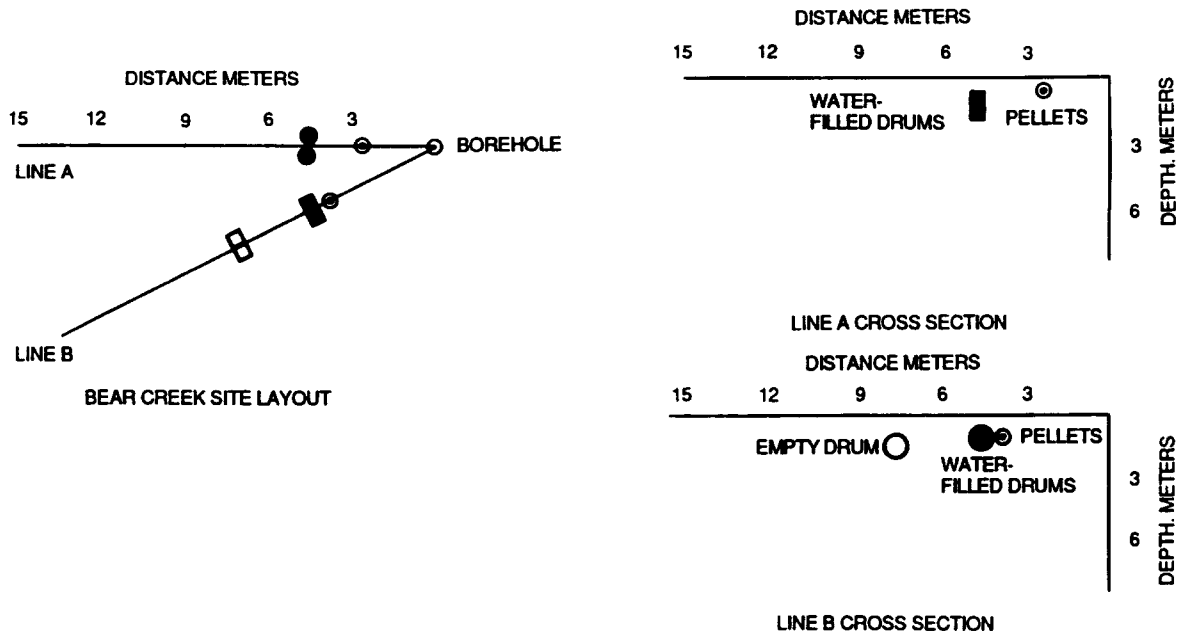 DISTANCE METERS
15 12 9 6 3
BOREHOLE
LINE A
LINE B
BEAR CREEK SITE LAYOUT
DISTANCE METERS
15 12 9 6 3
WATER-
FILLED DRUMS
PELLETS
3
6
DEPTH. METERS
LINE A CROSS SECTION
DISTANCE METERS
15 12 9 6 3
EMPTY DRUM
PELLETS
WATER-
FILLED DRUMS
3
6
DEPTH. METERS
LINE B CROSS SECTION